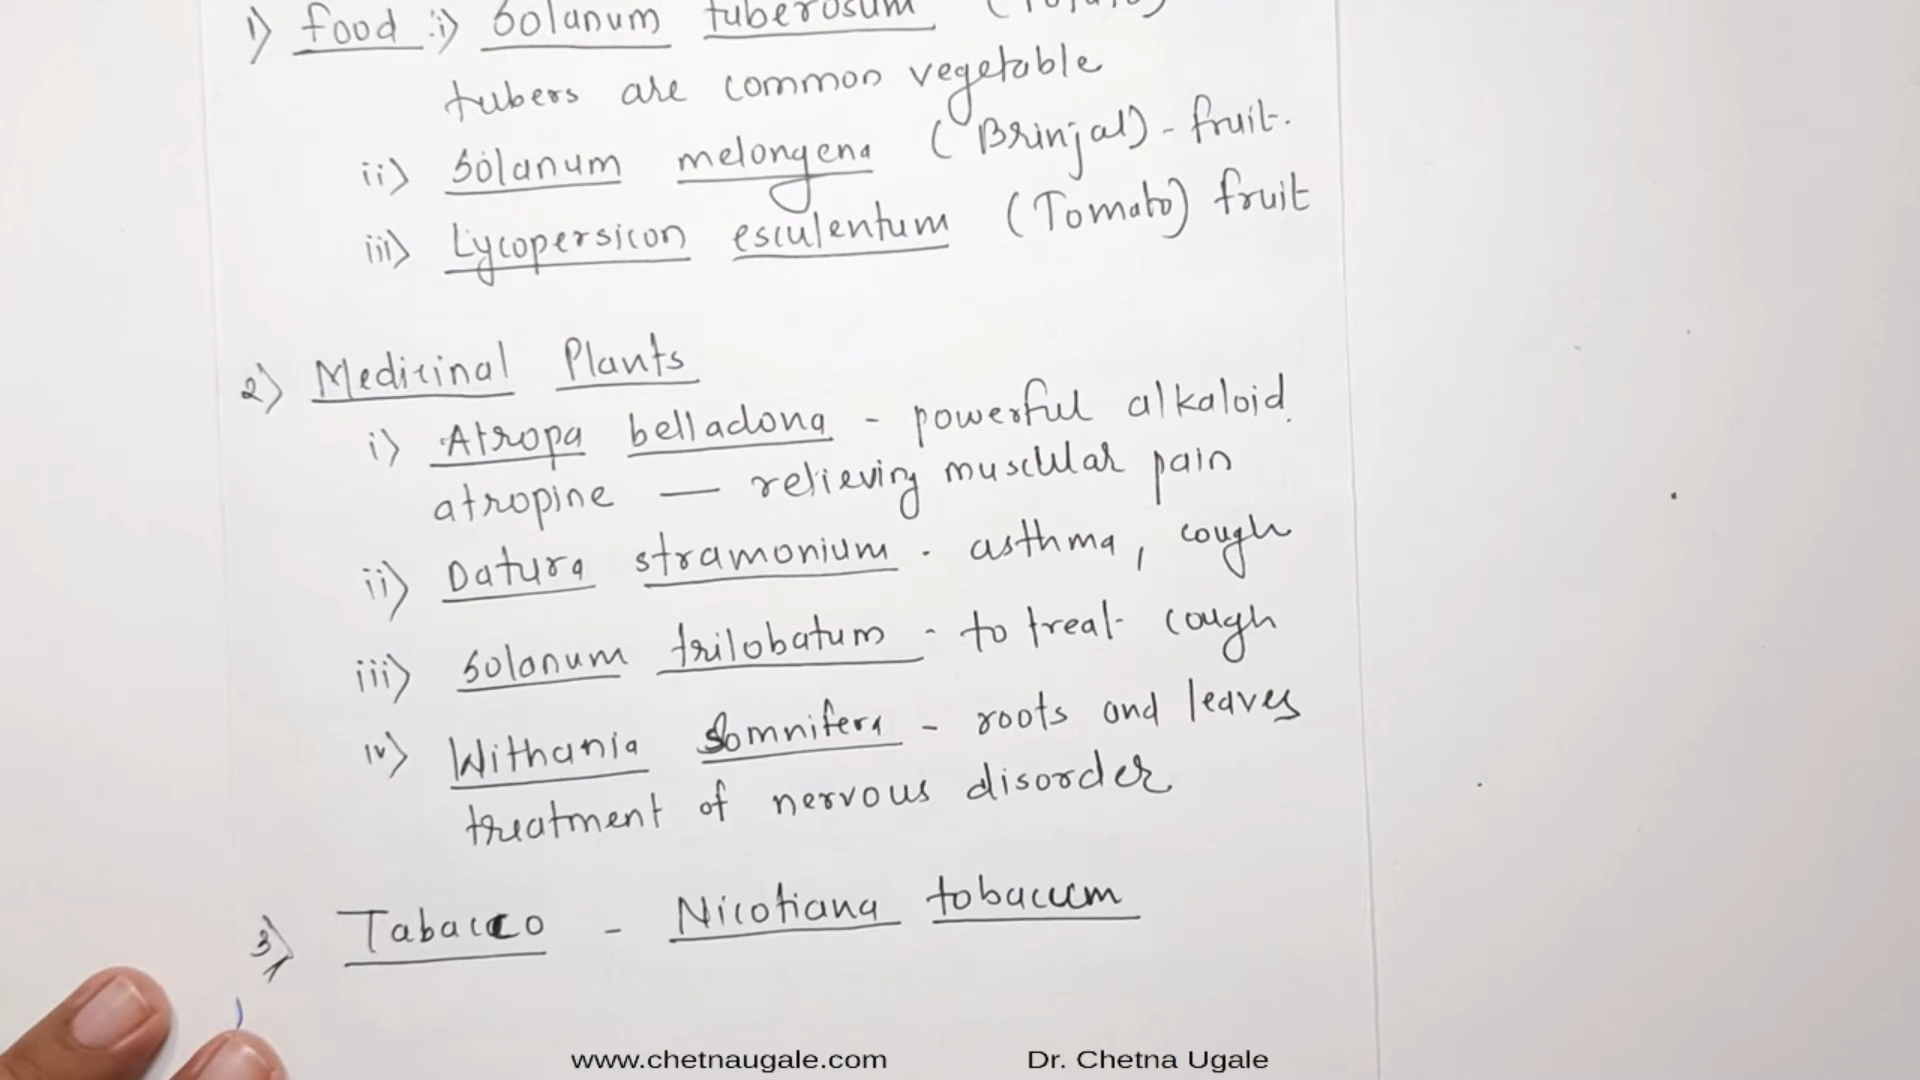 1) food :i) Solanum tuberosum
tubers are common vegetable
ii) Solanum melongena (Brinjal) - fruit.
iii) Lycopersicon esculentum (Tomato) fruit
2) Medicinal Plants
i) Atropa belladona - powerful alkaloid.
atropine — relieving muscular pain
ii) Datura stramonium . asthma, cough
iii) Solanum trilobatum - to treat cough
iv) Withania Somnifera - roots and leaves
treatment of nervous disorder
3) Tabacco - Nicotiana tobaccum
www.chetnaugale.com Dr. Chetna Ugale